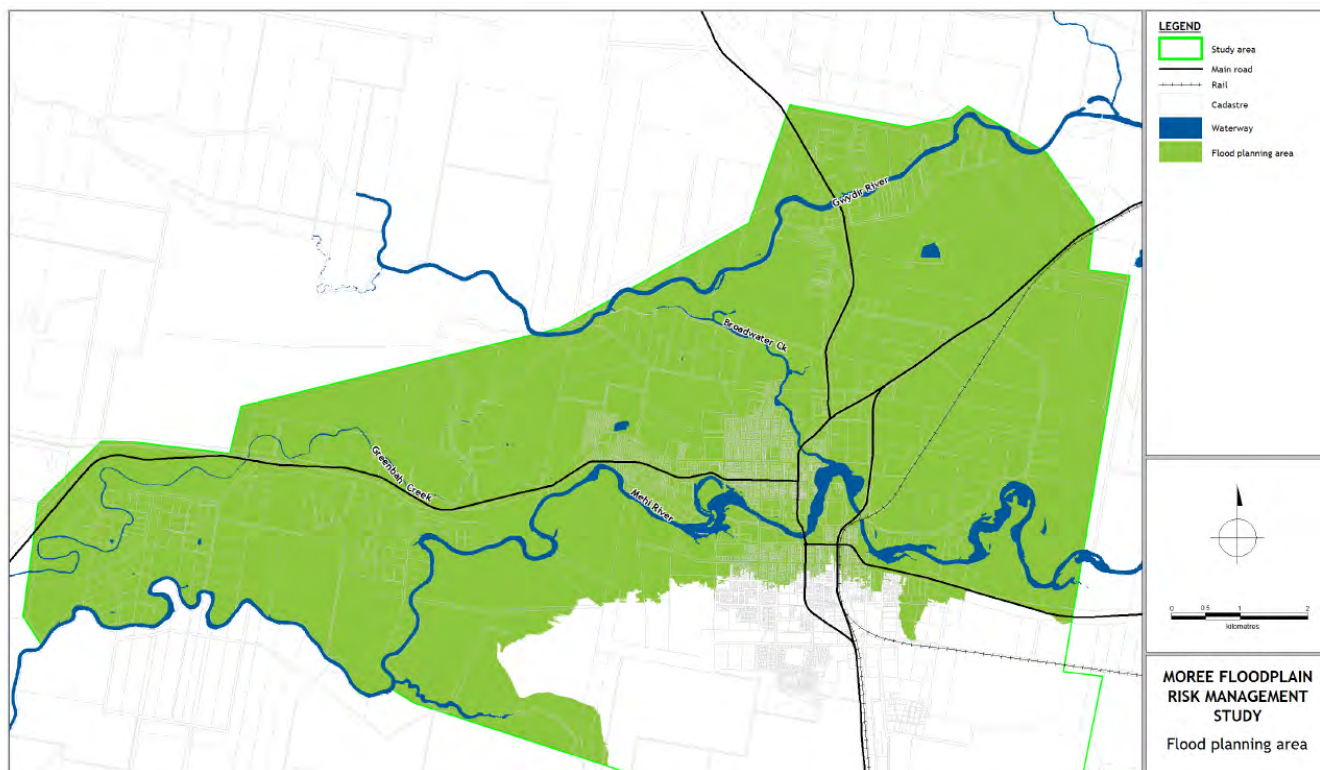 LEGEND
Study area
Main road
Rail
Cadastre
Waterway
Flood planning area
Gwydir River
Broadwater Ck
Greenbah Creek
Mehi River
0 0.5 1 2
kilometres
MOREE FLOODPLAIN
RISK MANAGEMENT
STUDY
Flood planning area